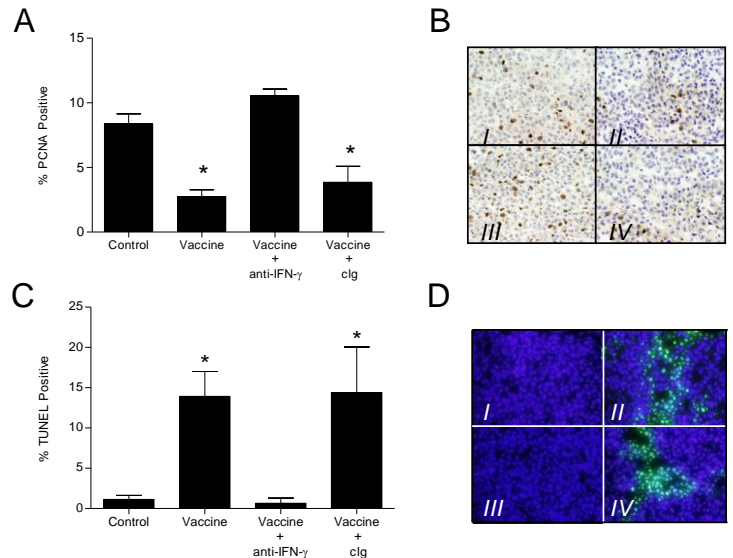 A
% PCNA Positive
15
10
5
0
Control
Vaccine
Vaccine
+
anti-IFN-γ
Vaccine
+
cIg
*
*
B
I
II
III
IV
C
% TUNEL Positive
25
20
15
10
5
0
Control
Vaccine
Vaccine
+
anti-IFN-γ
Vaccine
+
cIg
*
*
D
I
II
III
IV